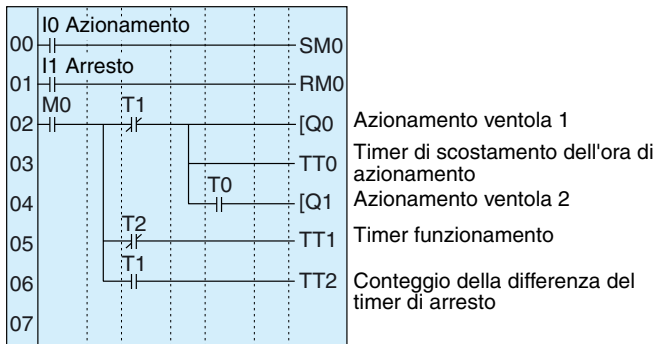 I0 Azionamento
00 SM0
I1 Arresto
01 RM0
M0 T1
02 [Q0 Azionamento ventola 1
03 TT0 Timer di scostamento dell'ora di
azionamento
T0
04 [Q1 Azionamento ventola 2
T2
05 TT1 Timer funzionamento
T1
06 TT2 Conteggio della differenza del
timer di arresto
07